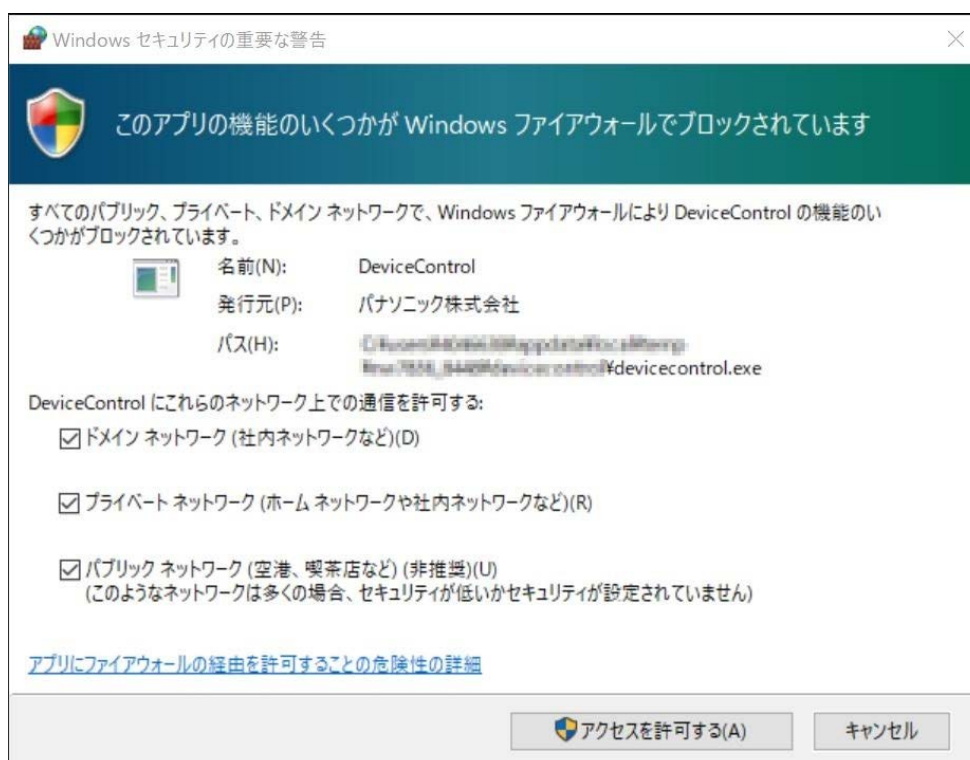 Windows セキュリティの重要な警告
このアプリの機能のいくつかが Windows ファイアウォールでブロックされています
すべてのパブリック、プライベート、ドメイン ネットワークで、Windows ファイアウォールにより DeviceControl の機能のい
くつかがブロックされています。
名前(N): DeviceControl
発行元(P): パナソニック株式会社
パス(H):
¥devicecontrol.exe
DeviceControl にこれらのネットワーク上での通信を許可する:
ドメイン ネットワーク (社内ネットワークなど)(D)
プライベート ネットワーク (ホーム ネットワークや社内ネットワークなど)(R)
パブリック ネットワーク (空港、喫茶店など) (非推奨)(U)
(このようなネットワークは多くの場合、セキュリティが低いかセキュリティが設定されていません)
アプリにファイアウォールの経由を許可することの危険性の詳細
アクセスを許可する(A) キャンセル